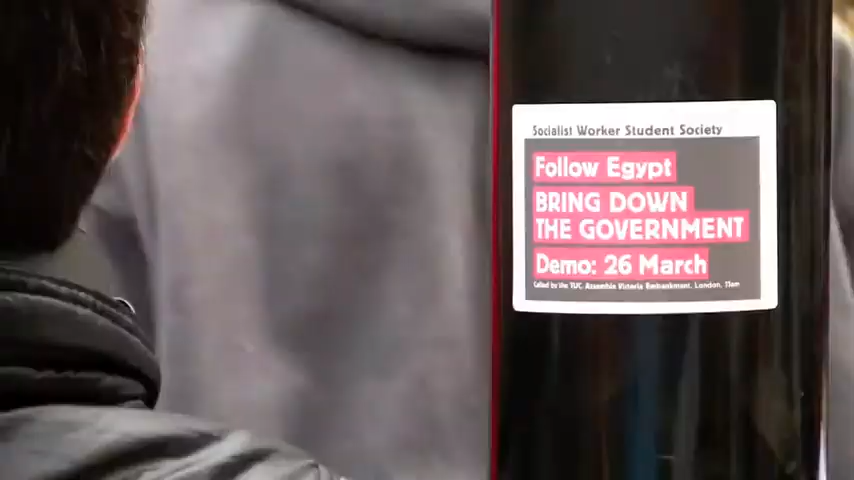 Socialist Worker Student Society
Follow Egypt
BRING DOWN
THE GOVERNMENT
Demo: 26 March
Called by the TUC. Assemble Victoria Embankment, London, 11am